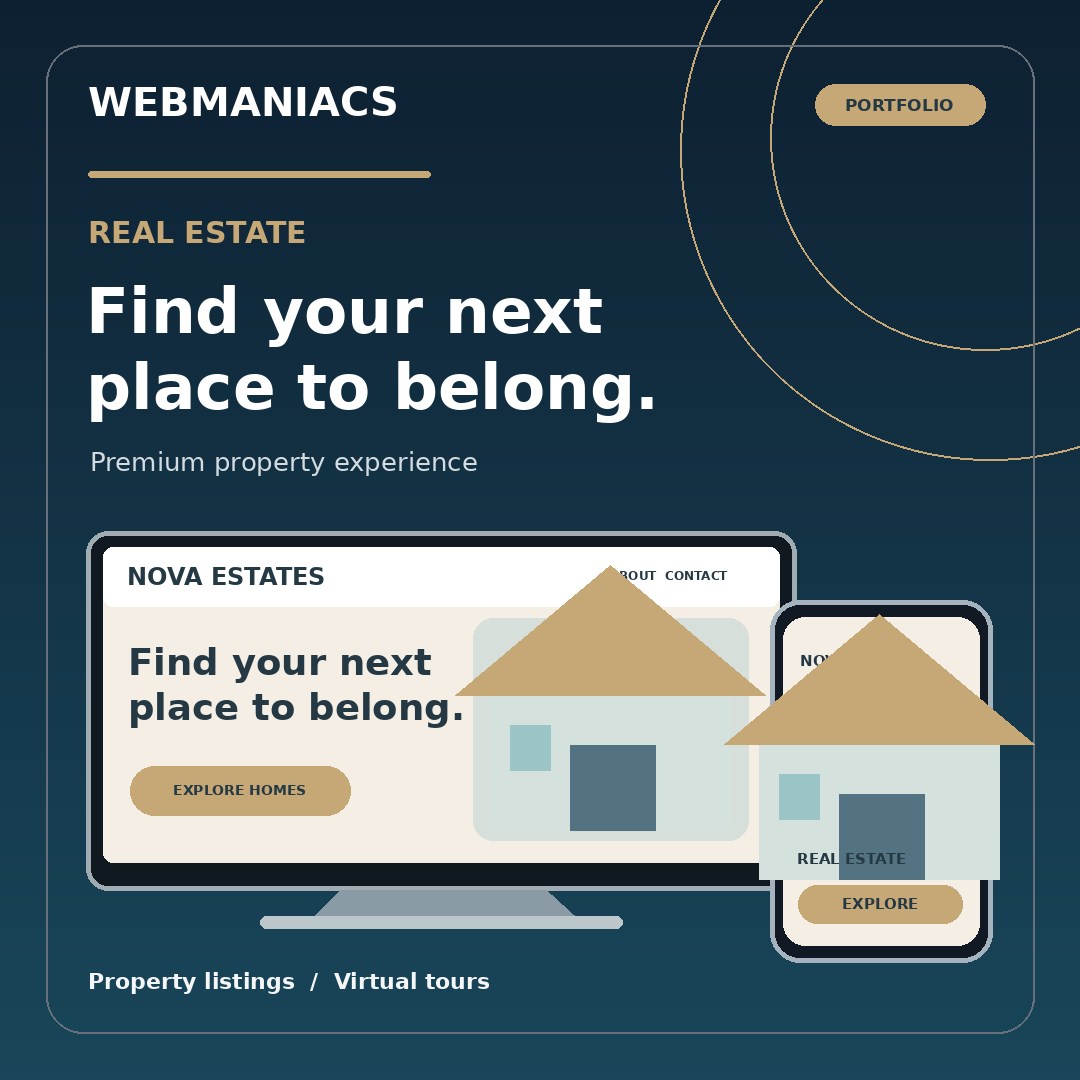 WEBMANIACS
PORTFOLIO
REAL ESTATE
Find your next
place to belong.
Premium property experience
NOVA ESTATES
CONTACT
Find your next
place to belong.
EXPLORE HOMES
REAL ESTATE
EXPLORE
Property listings / Virtual tours